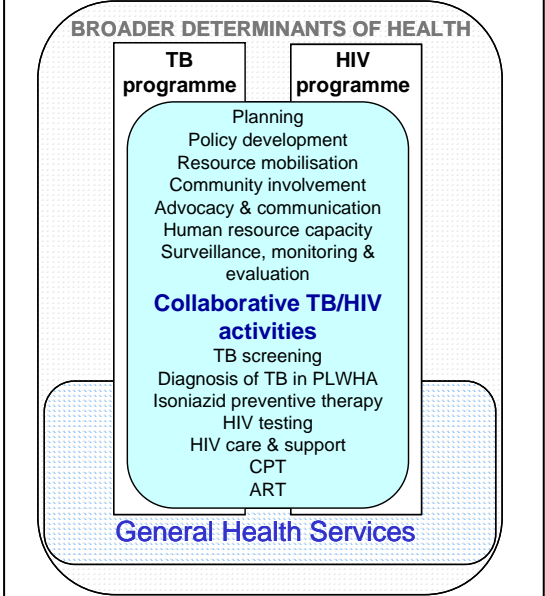 BROADER DETERMINANTS OF HEALTH
TB
programme
HIV
programme
Planning
Policy development
Resource mobilisation
Community involvement
Advocacy & communication
Human resource capacity
Surveillance, monitoring &
evaluation
Collaborative TB/HIV
activities
TB screening
Diagnosis of TB in PLWHA
Isoniazid preventive therapy
HIV testing
HIV care & support
CPT
ART
General Health Services